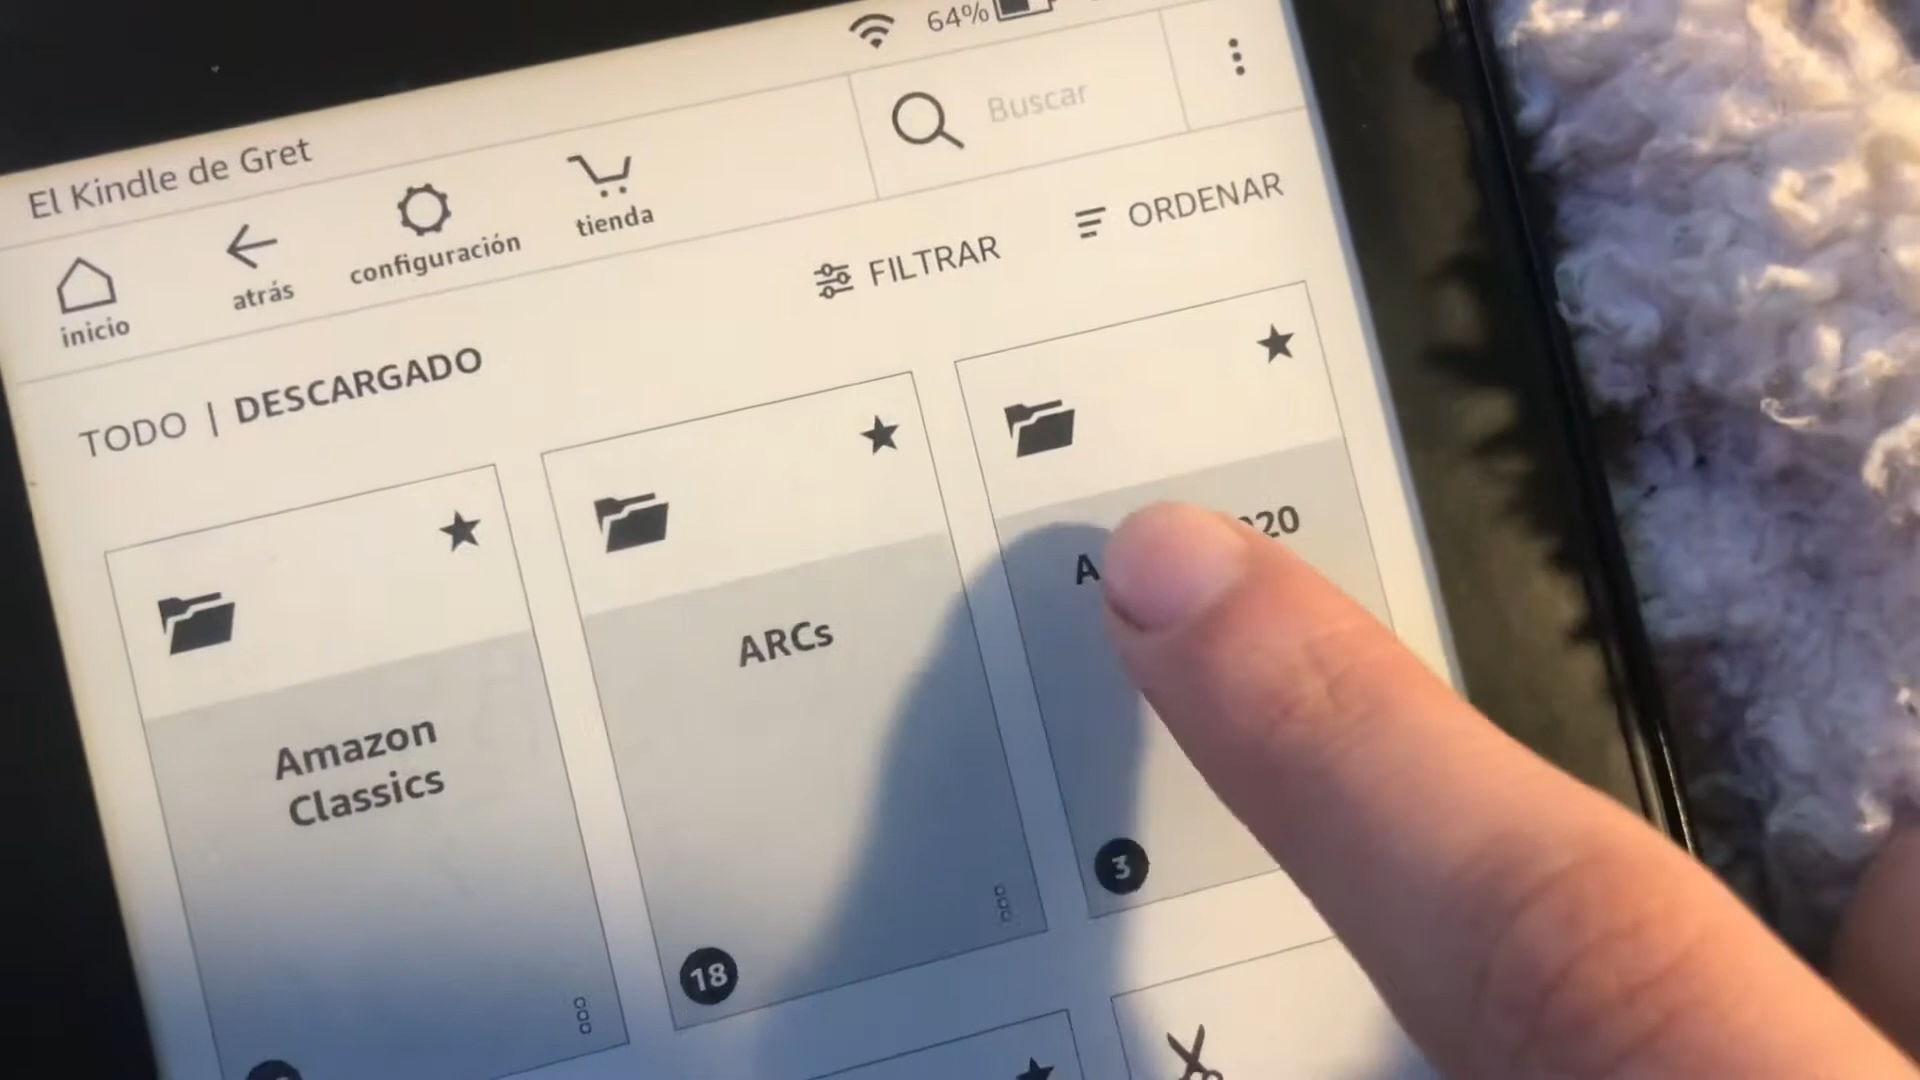 64%
El Kindle de Gret
Buscar
inicio
atrás
configuración
tienda
FILTRAR
ORDENAR
TODO | DESCARGADO
Amazon
Classics
ARCs
18
3